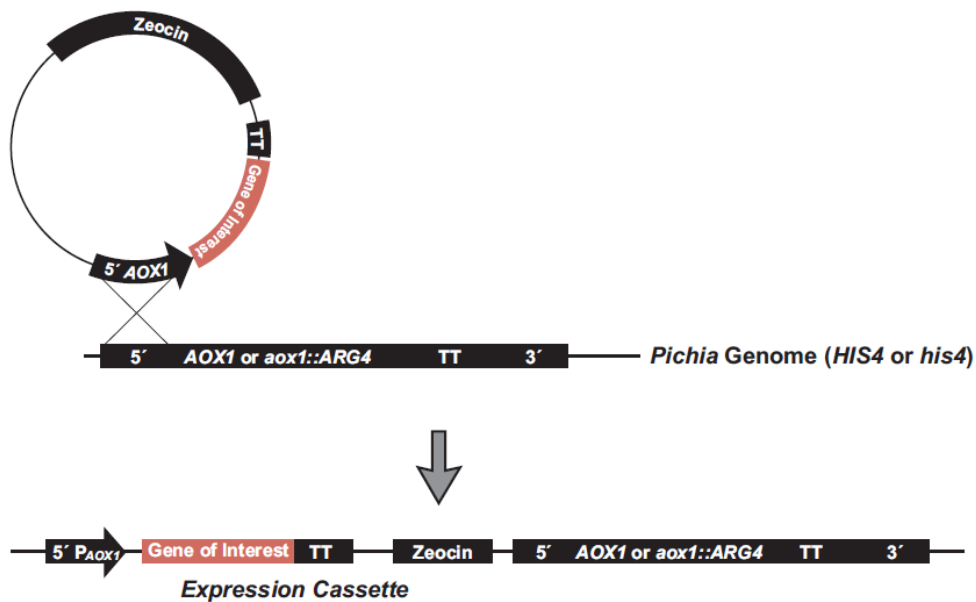 Zeocin
TT
Gene of Interest
5´ AOX1
5´ AOX1 or aox1::ARG4 TT 3´
Pichia Genome (HIS4 or his4)
5´ PAOX1 Gene of Interest TT Zeocin 5´ AOX1 or aox1::ARG4 TT 3´
Expression Cassette